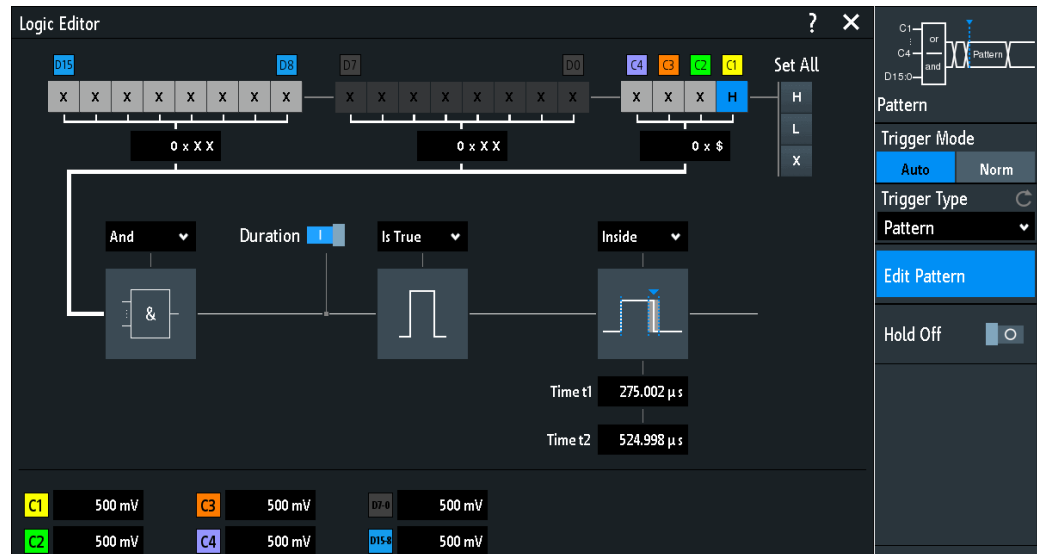 Logic Editor ? ✕
D15 D8 D7 D0 C4 C3 C2 C1 Set All
X X X X X X X X X X X X X X X X X X X H H
L
0 x X X 0 x X X 0 x $
X
And Duration I Is True Inside
&
Time t1 275.002 µs
Time t2 524.998 µs
C1 500 mV C3 500 mV D7-0 500 mV
C2 500 mV C4 500 mV D15-8 500 mV
C1
or
C4
Pattern
and
D15:0
Pattern
Trigger Mode
Auto Norm
Trigger Type
Pattern
Edit Pattern
Hold Off O